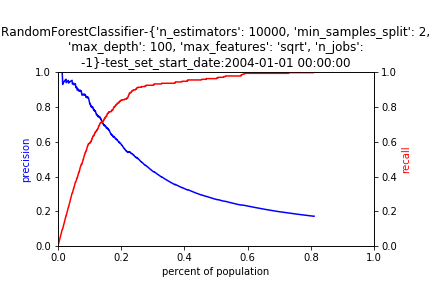 RandomForestClassifier-{'n_estimators': 10000, 'min_samples_split': 2,
'max_depth': 100, 'max_features': 'sqrt', 'n_jobs':
-1}-test_set_start_date:2004-01-01 00:00:00
1.0 1.0
0.8 0.8
0.6 0.6
precision recall
0.4 0.4
0.2 0.2
0.0 0.0
0.0 0.2 0.4 0.6 0.8 1.0
percent of population